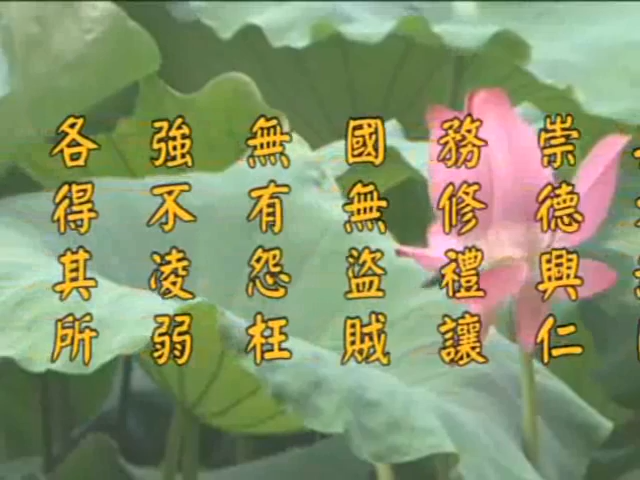 崇德興仁
務修禮讓
國無盜賊
無有怨枉
強不凌弱
各得其所